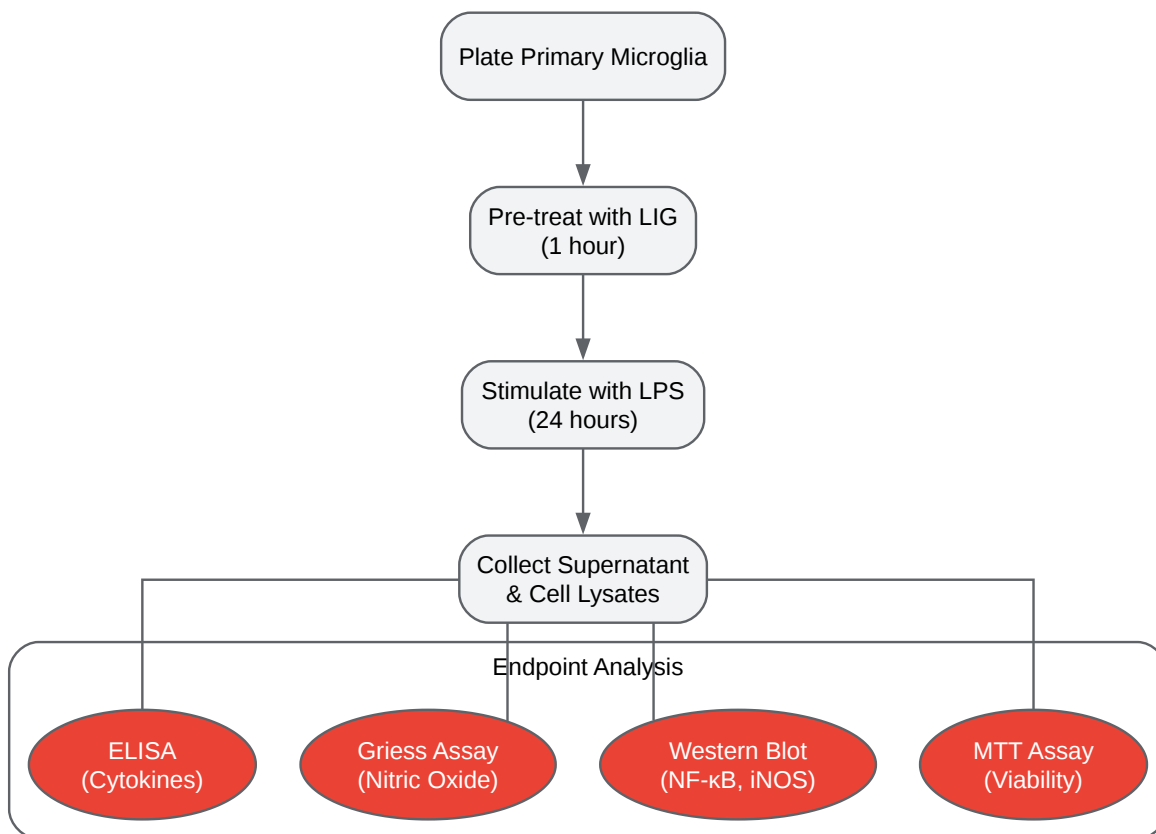 Plate Primary Microglia
Pre-treat with LIG
(1 hour)
Stimulate with LPS
(24 hours)
Collect Supernatant
& Cell Lysates
Endpoint Analysis
ELISA
(Cytokines)
Griess Assay
(Nitric Oxide)
Western Blot
(NF-κB, iNOS)
MTT Assay
(Viability)